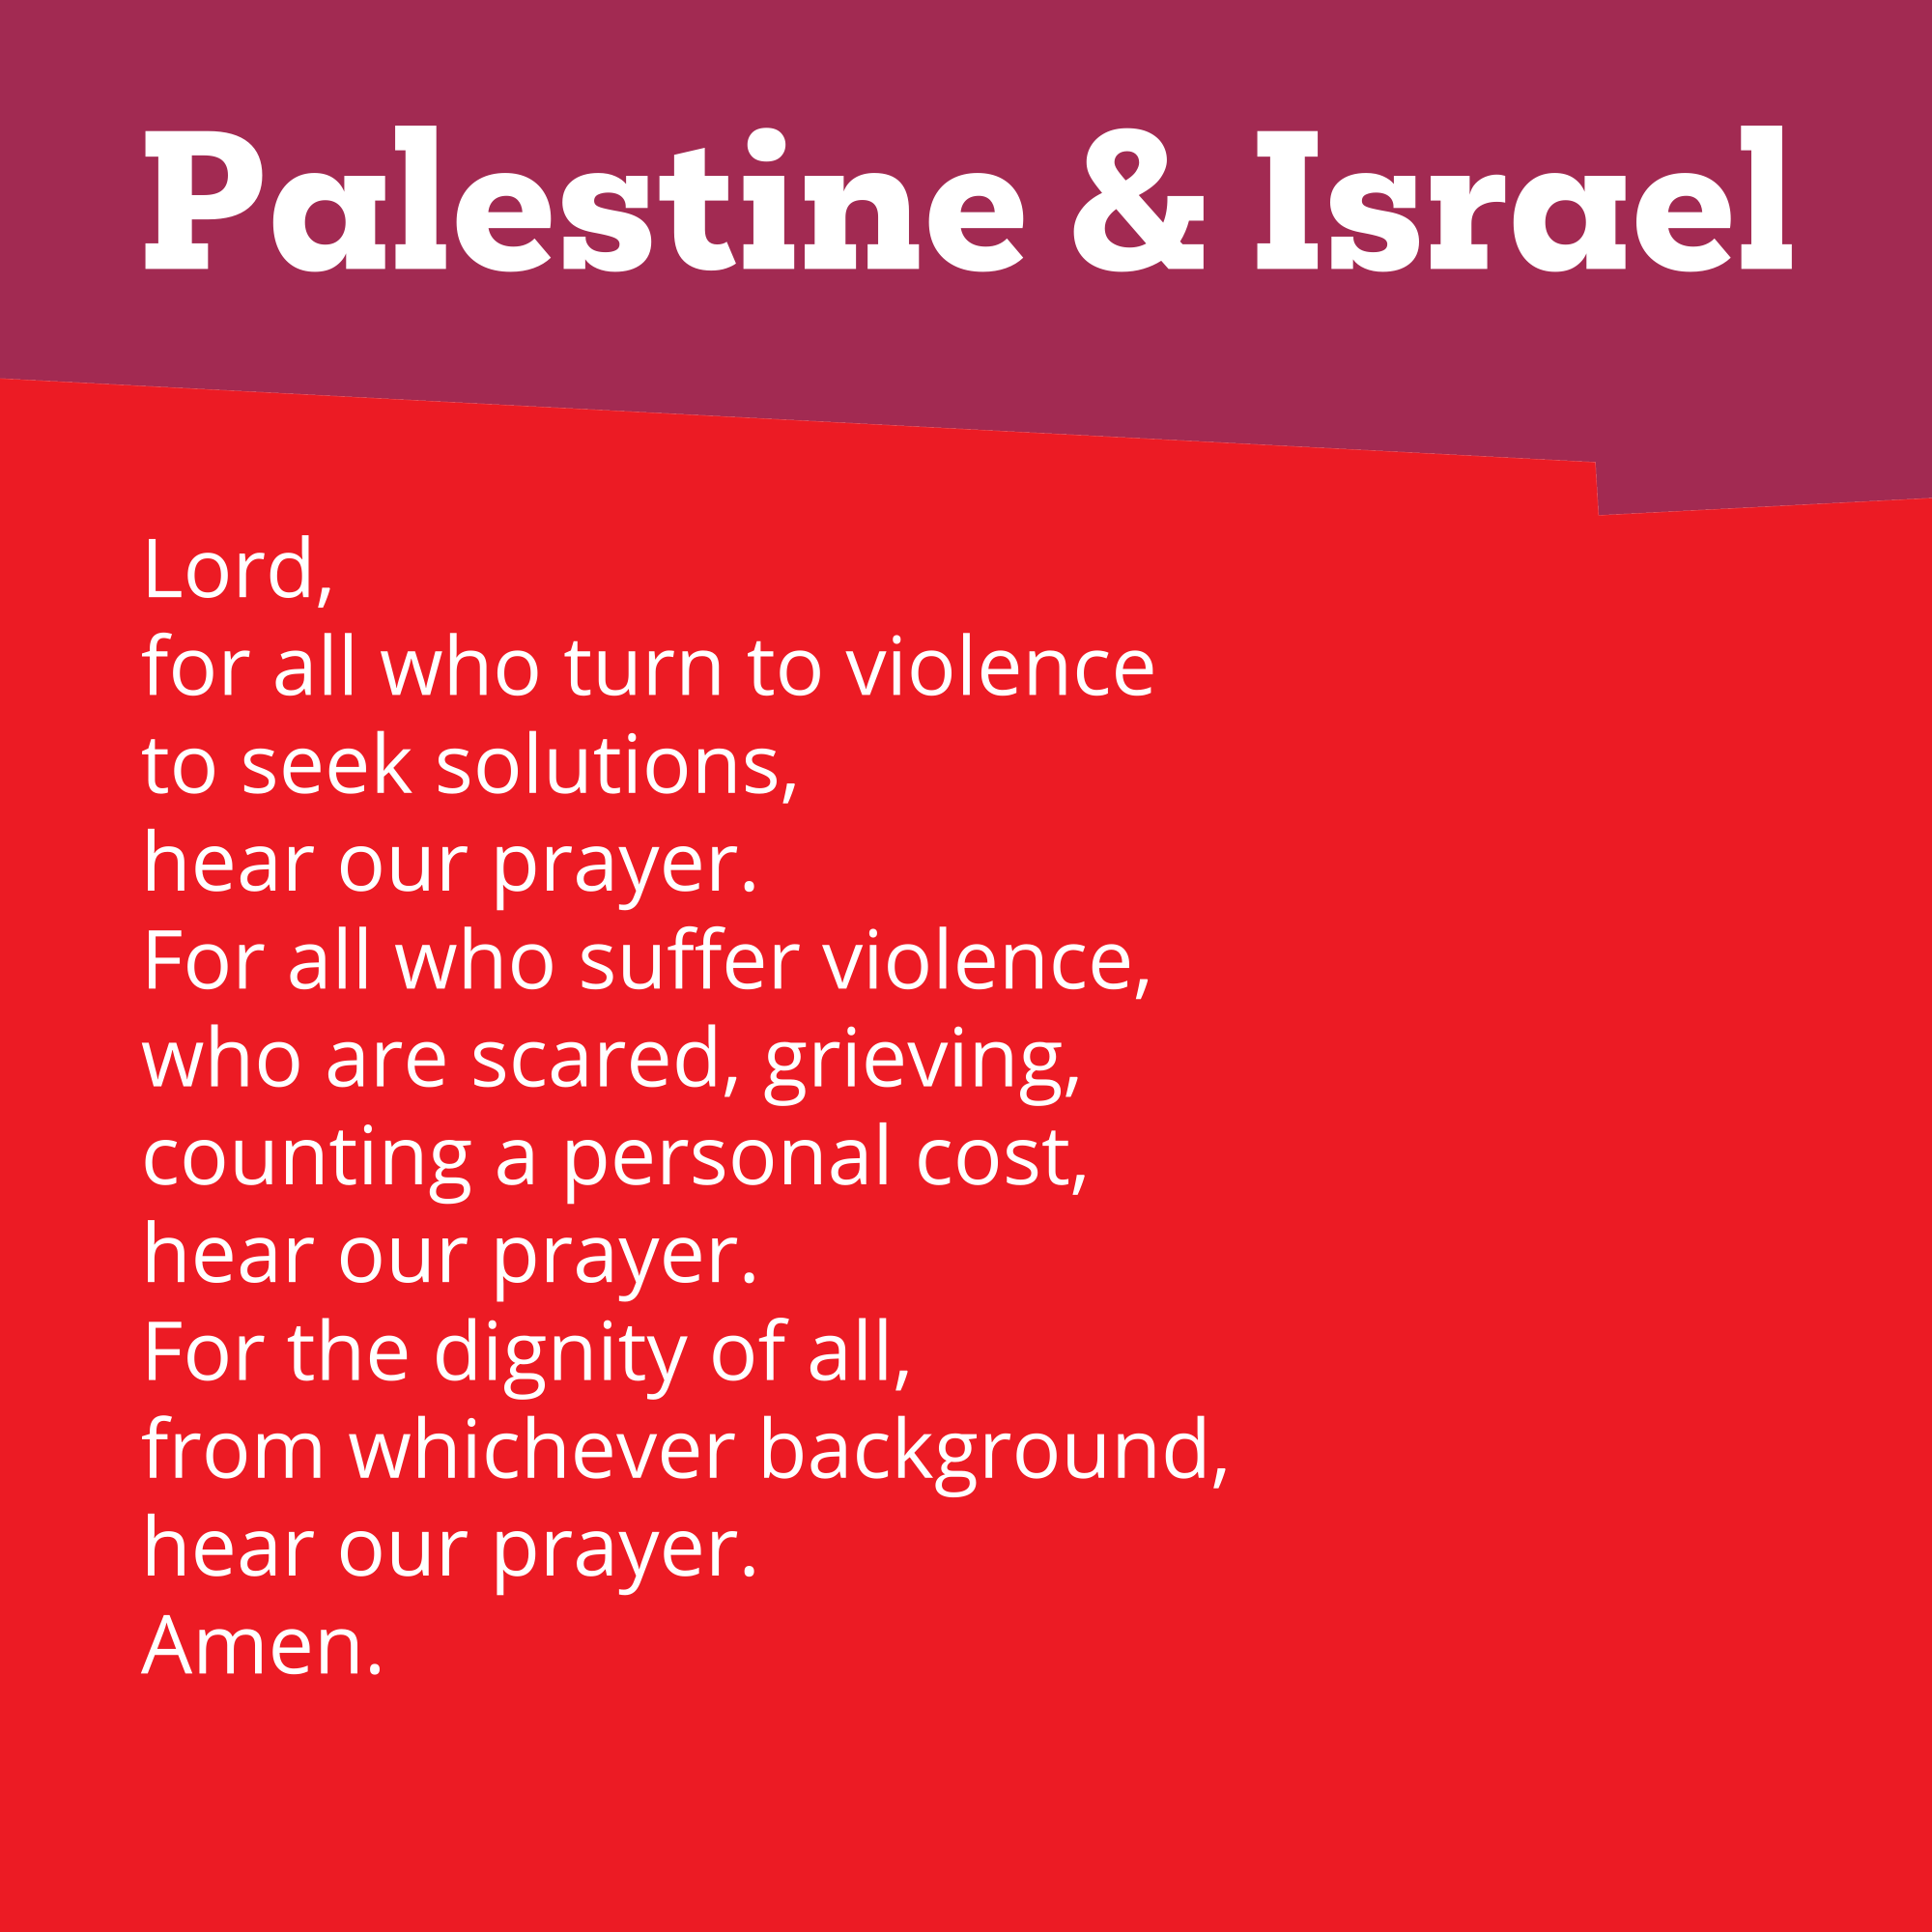 Palestine & Israel
Lord,
for all who turn to violence
to seek solutions,
hear our prayer.
For all who suffer violence,
who are scared, grieving,
counting a personal cost,
hear our prayer.
For the dignity of all,
from whichever background,
hear our prayer.
Amen.